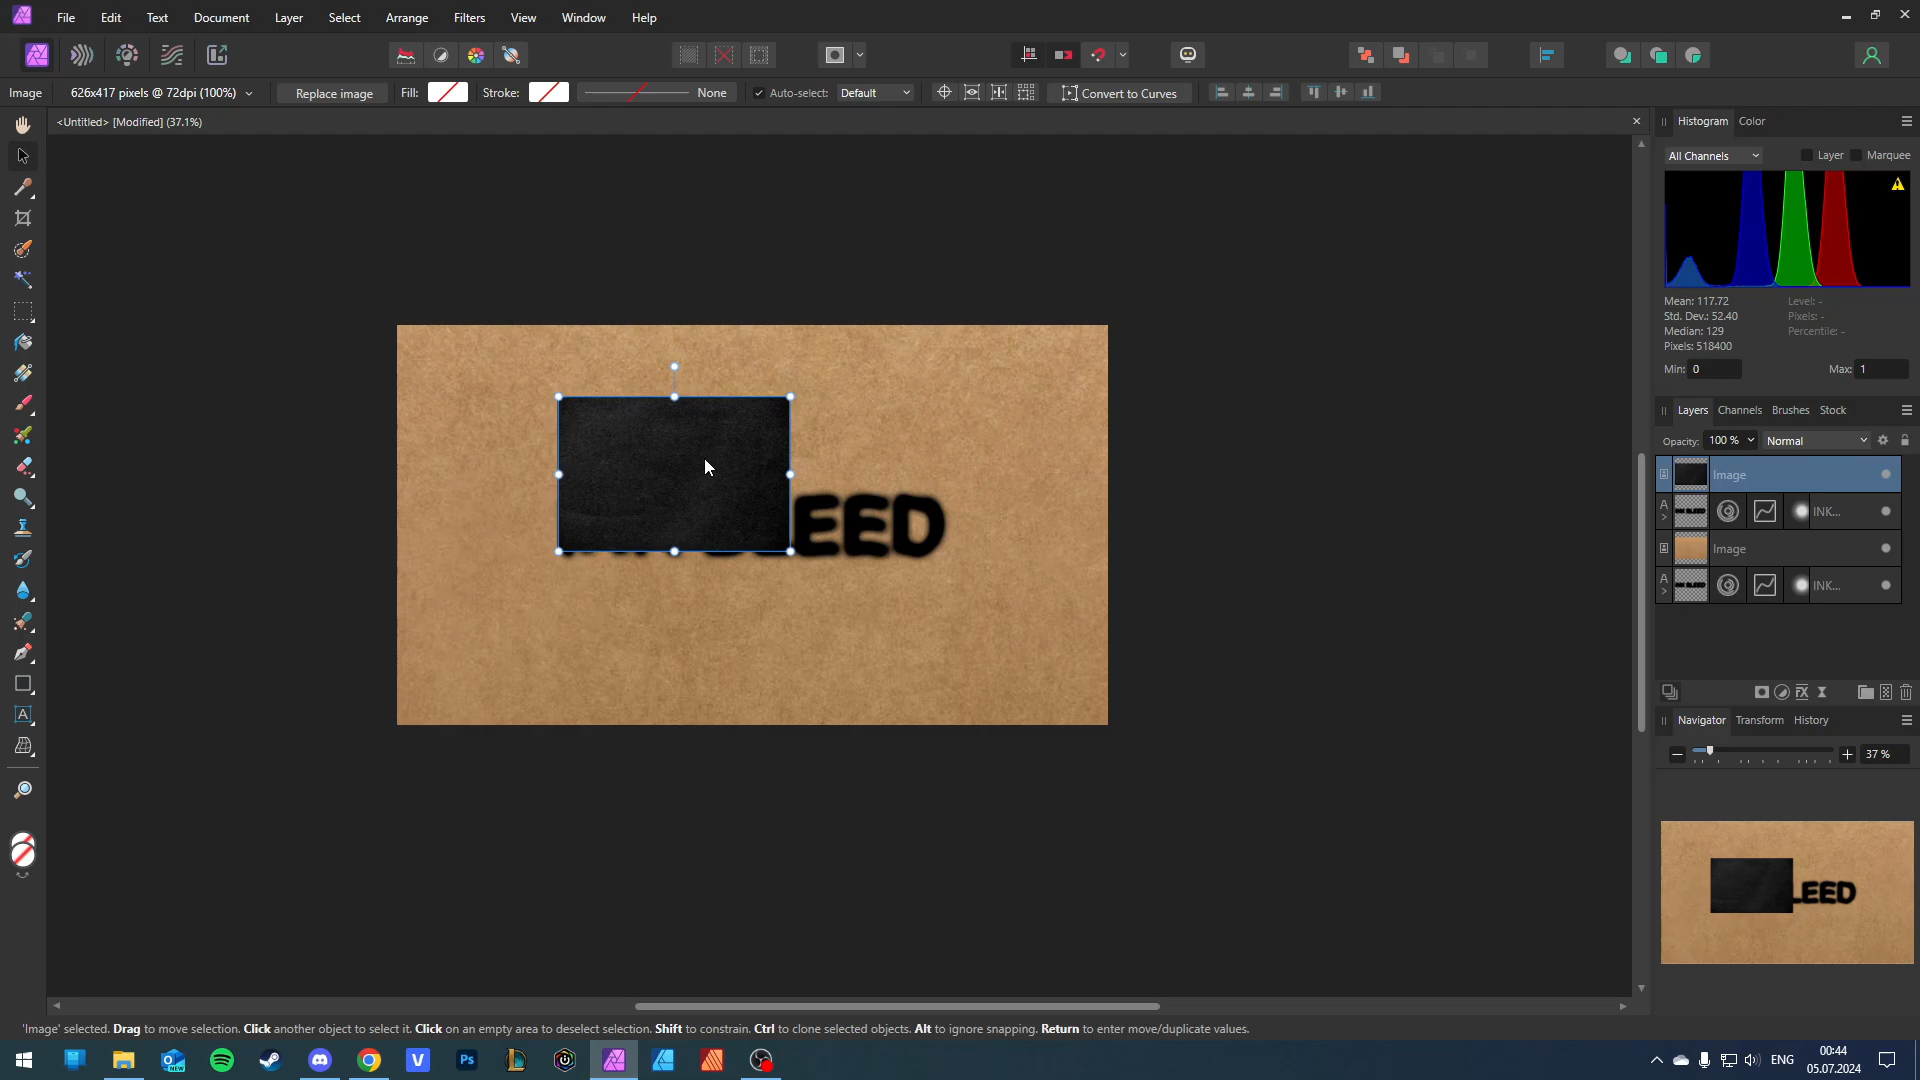 File Edit Text Document Layer Select Arrange Filters View Window Help
Image 626x417 pixels @ 72dpi (100%) Replace image Fill: Stroke: None Auto-select: Default Convert to Curves
<Untitled> [Modified] (37.1%)
Histogram Color
All Channels Layer Marquee
Mean: 117.72 Level: -
Std. Dev.: 52.40 Pixels: -
Median: 129 Percentile: -
Pixels: 518400
Min: 0 Max: 1
Layers Channels Brushes Stock
Opacity: 100 % Normal
Image
A INK...
Image
A INK...
EED
Navigator Transform History
37 %
LEED
'Image' selected. Drag to move selection. Click another object to select it. Click on an empty area to deselect selection. Shift to constrain. Ctrl to clone selected objects. Alt to ignore snapping. Return to enter move/duplicate values.
NEW V Ps ENG 00:44
05.07.2024